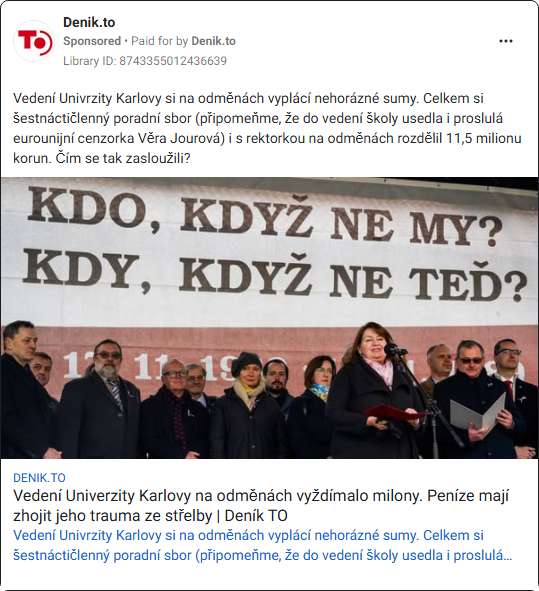 Denik.to
Sponsored • Paid for by Denik.to
Library ID: 8743355012436639
Vedení Univrzity Karlovy si na odměnách vyplácí nehorázné sumy. Celkem si
šestnáctičlenný poradní sbor (připomeňme, že do vedení školy usedla i proslulá
eurounijní cenzorka Věra Jourová) i s rektorkou na odměnách rozdělil 11,5 milionu
korun. Čím se tak zasloužili?
TO
KDO, KDYŽ NE MY?
KDY, KDYŽ NE TEĎ?
17.11.19
DENIK.TO
Vedení Univerzity Karlovy na odměnách vyždímalo milony. Peníze mají
zhojit jeho trauma ze střelby | Deník TO
Vedení Univrzity Karlovy si na odměnách vyplácí nehorázné sumy. Celkem si
šestnáctičlenný poradní sbor (připomeňme, že do vedení školy usedla i proslulá...